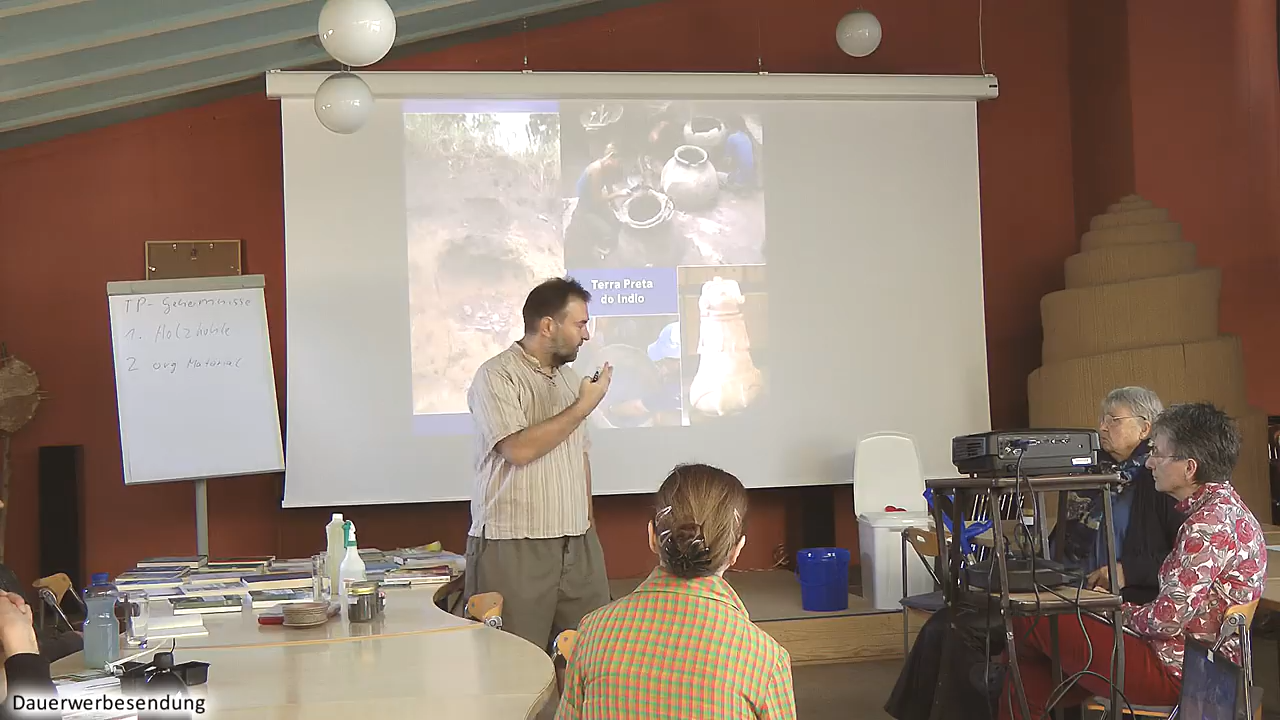 TP-Geheimnisse
1. Holzkohle
2 org Material
Terra Preta
do Indio
Dauerwerbesendung